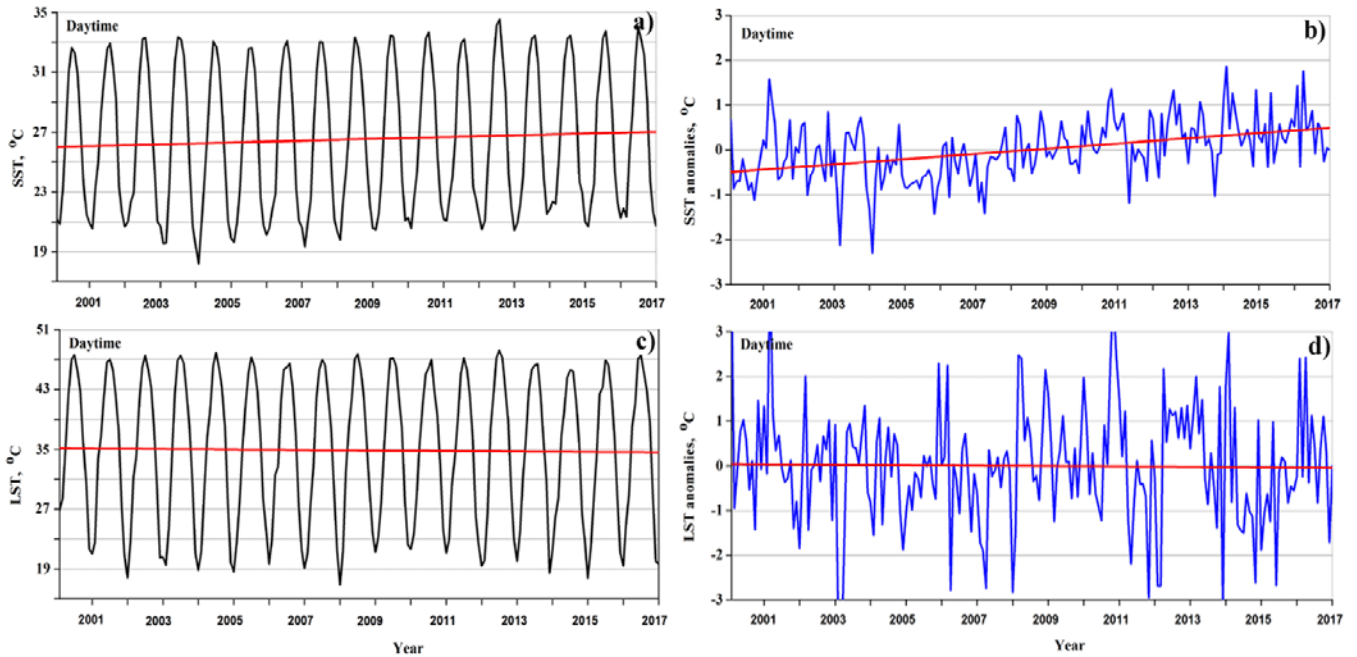 a)
Daytime
35
31
27
23
19
SST, °C
2001 2003 2005 2007 2009 2011 2013 2015 2017
b)
Daytime
3
2
1
0
-1
-2
-3
SST anomalies, °C
2001 2003 2005 2007 2009 2011 2013 2015 2017
c)
Daytime
51
43
35
27
19
LST, °C
2001 2003 2005 2007 2009 2011 2013 2015 2017
Year
d)
Daytime
3
2
1
0
-1
-2
-3
LST anomalies, °C
2001 2003 2005 2007 2009 2011 2013 2015 2017
Year